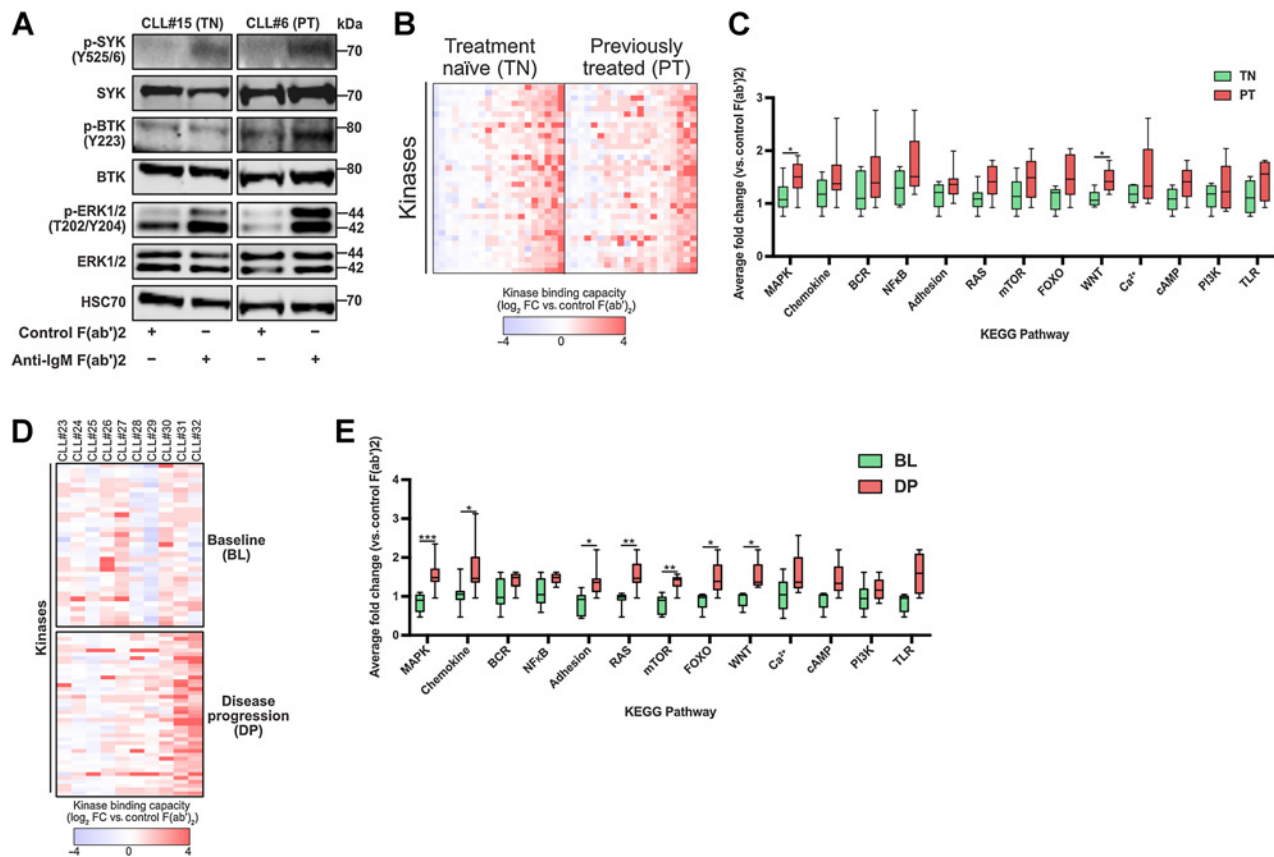 A
CLL#15 (TN) CLL#6 (PT) kDa
p-SYK
(Y525/6)
70
SYK
70
p-BTK
(Y223)
80
BTK
80
p-ERK1/2
(T202/Y204)
44
42
ERK1/2
44
42
HSC70
70
Control F(ab')2 + – + –
Anti-IgM F(ab')2 – + – +
B
Treatment
naïve (TN)
Previously
treated (PT)
Kinases
Kinase binding capacity
(log2 FC vs. control F(ab')2)
–4 0 4
C
TN
PT
Average fold change (vs. control F(ab')2)
3
2
1
0
MAPK
Chemokine
BCR
NFκB
Adhesion
RAS
mTOR
FOXO
WNT
Ca²⁺
cAMP
PI3K
TLR
* *
KEGG Pathway
D
CLL#23
CLL#24
CLL#25
CLL#26
CLL#27
CLL#28
CLL#29
CLL#30
CLL#31
CLL#32
Kinases
Baseline
(BL)
Disease
progression
(DP)
Kinase binding capacity
(log2 FC vs. control F(ab')2)
–4 0 4
E
BL
DP
Average fold change (vs. control F(ab')2)
4
3
2
1
0
*** * * ** ** * *
MAPK
Chemokine
BCR
NFκB
Adhesion
RAS
mTOR
FOXO
WNT
Ca²⁺
cAMP
PI3K
TLR
KEGG Pathway